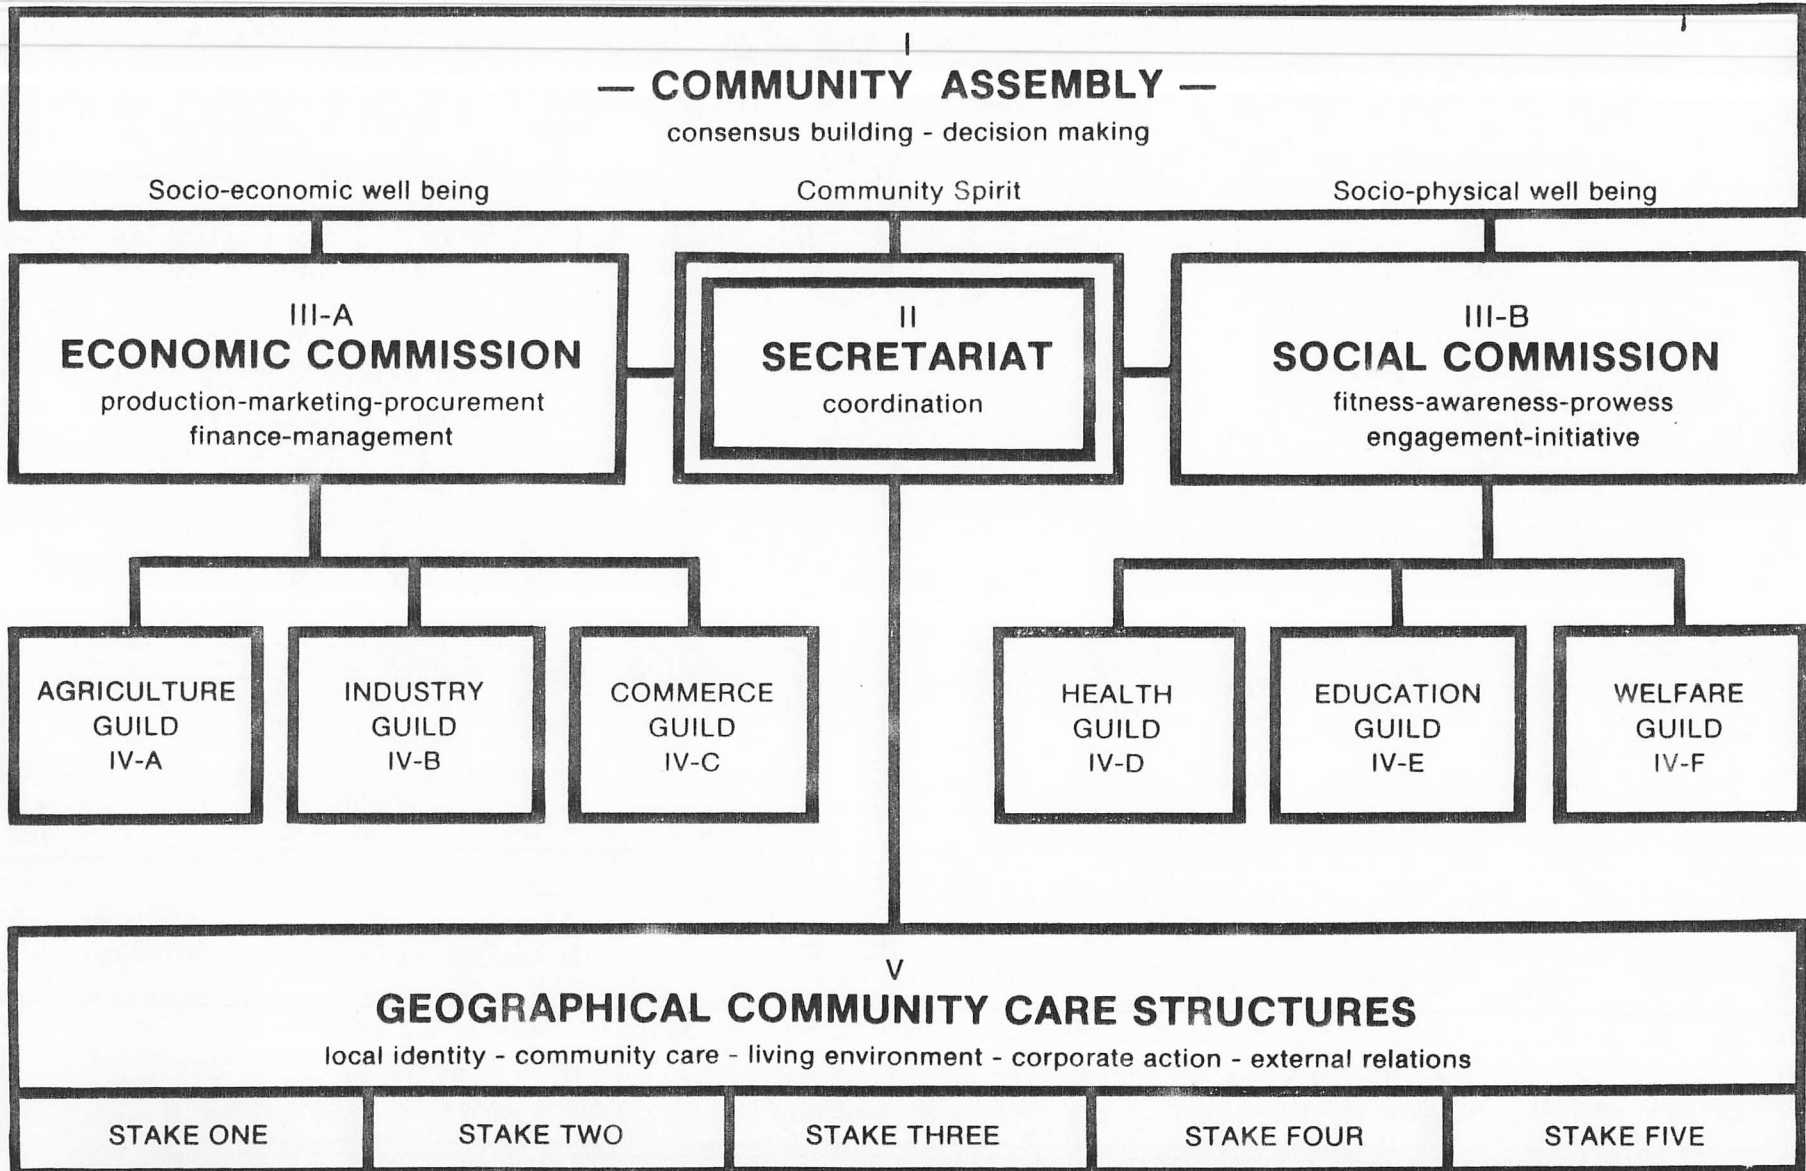 I
— COMMUNITY ASSEMBLY —
consensus building - decision making
Socio-economic well being
Community Spirit
Socio-physical well being
III-A
ECONOMIC COMMISSION
production-marketing-procurement
finance-management
II
SECRETARIAT
coordination
III-B
SOCIAL COMMISSION
fitness-awareness-prowess
engagement-initiative
AGRICULTURE
GUILD
IV-A
INDUSTRY
GUILD
IV-B
COMMERCE
GUILD
IV-C
HEALTH
GUILD
IV-D
EDUCATION
GUILD
IV-E
WELFARE
GUILD
IV-F
V
GEOGRAPHICAL COMMUNITY CARE STRUCTURES
local identity - community care - living environment - corporate action - external relations
STAKE ONE
STAKE TWO
STAKE THREE
STAKE FOUR
STAKE FIVE